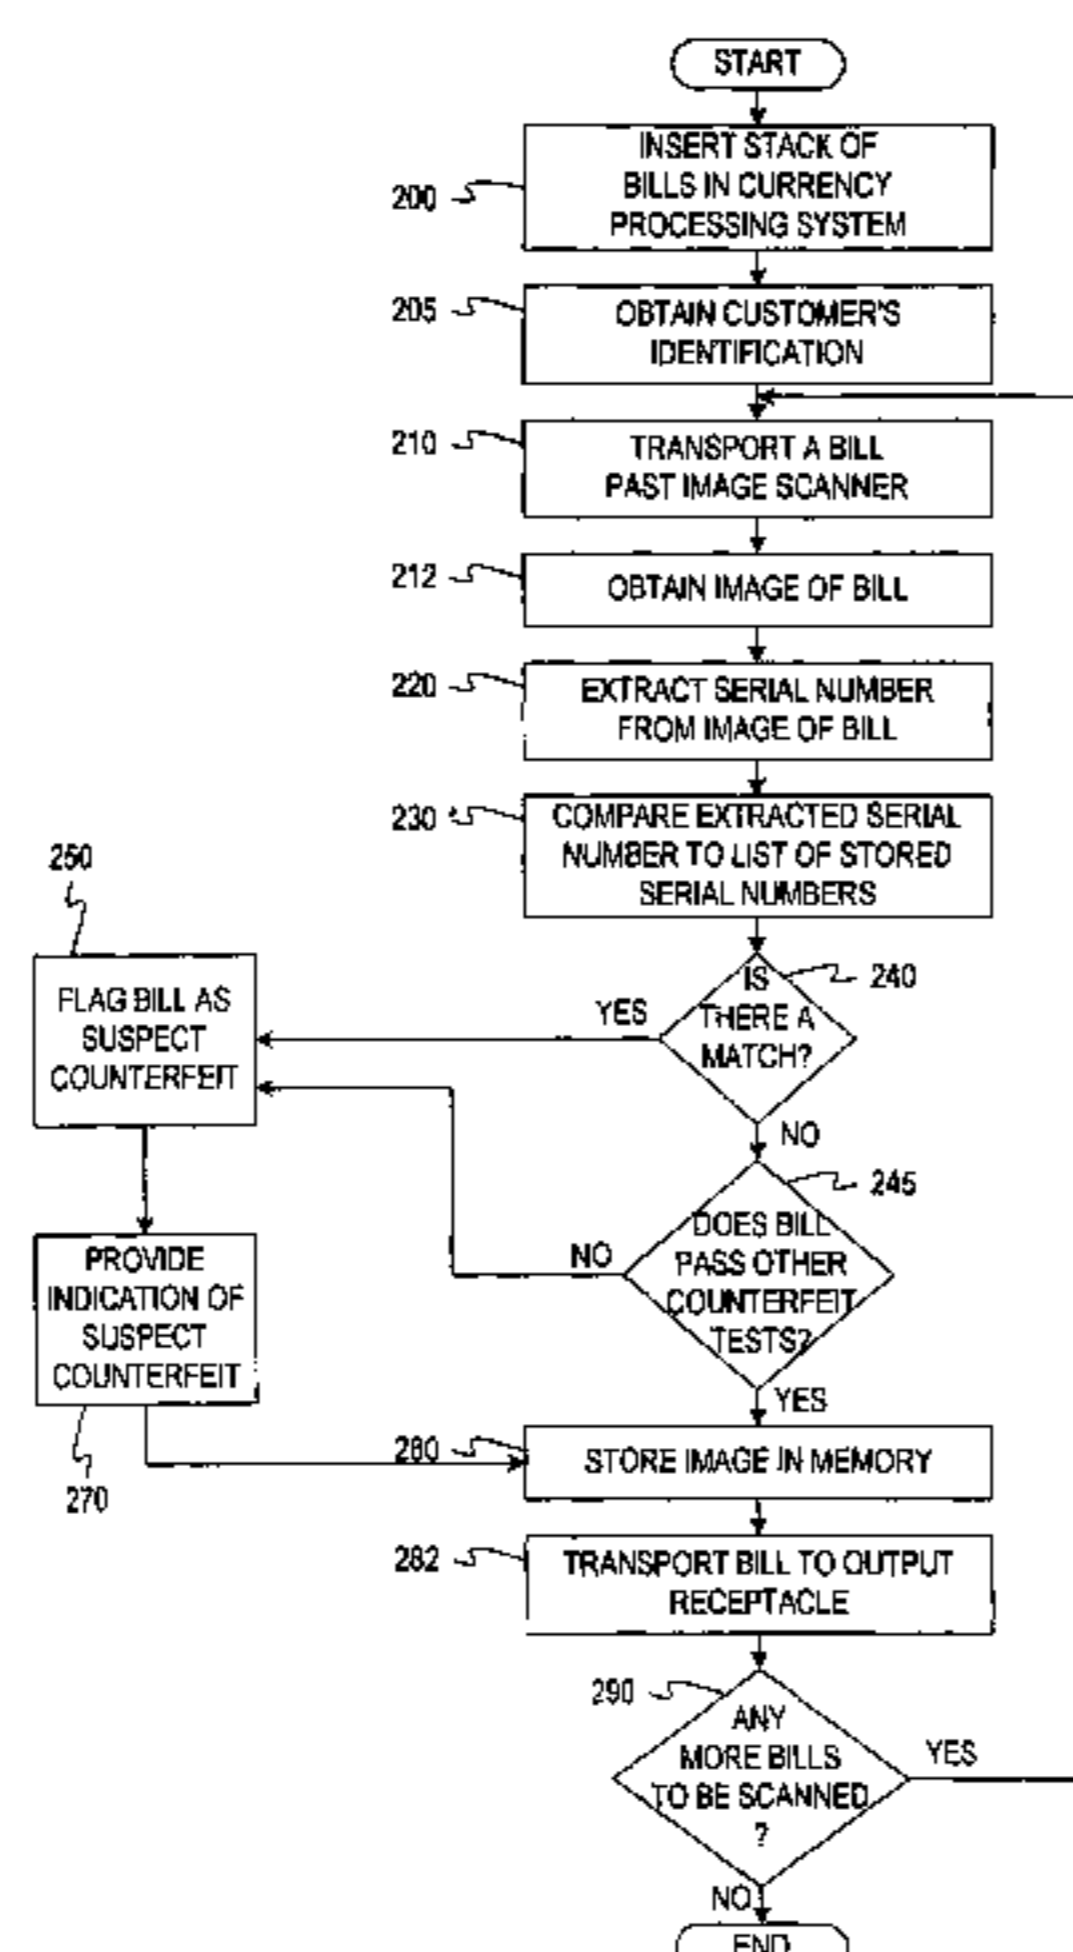 START
INSERT STACK OF
BILLS IN CURRENCY
PROCESSING SYSTEM
200
OBTAIN CUSTOMER'S
IDENTIFICATION
205
TRANSPORT A BILL
PAST IMAGE SCANNER
210
OBTAIN IMAGE OF BILL
212
EXTRACT SERIAL NUMBER
FROM IMAGE OF BILL
220
COMPARE EXTRACTED SERIAL
NUMBER TO LIST OF STORED
SERIAL NUMBERS
230
IS
THERE A
MATCH?
240
YES
NO
250
FLAG BILL AS
SUSPECT
COUNTERFEIT
DOES BILL
PASS OTHER
COUNTERFEIT
TESTS?
245
NO
YES
PROVIDE
INDICATION OF
SUSPECT
COUNTERFEIT
270
280
STORE IMAGE IN MEMORY
282
TRANSPORT BILL TO OUTPUT
RECEPTACLE
290
ANY
MORE BILLS
TO BE SCANNED
?
YES
NO
END